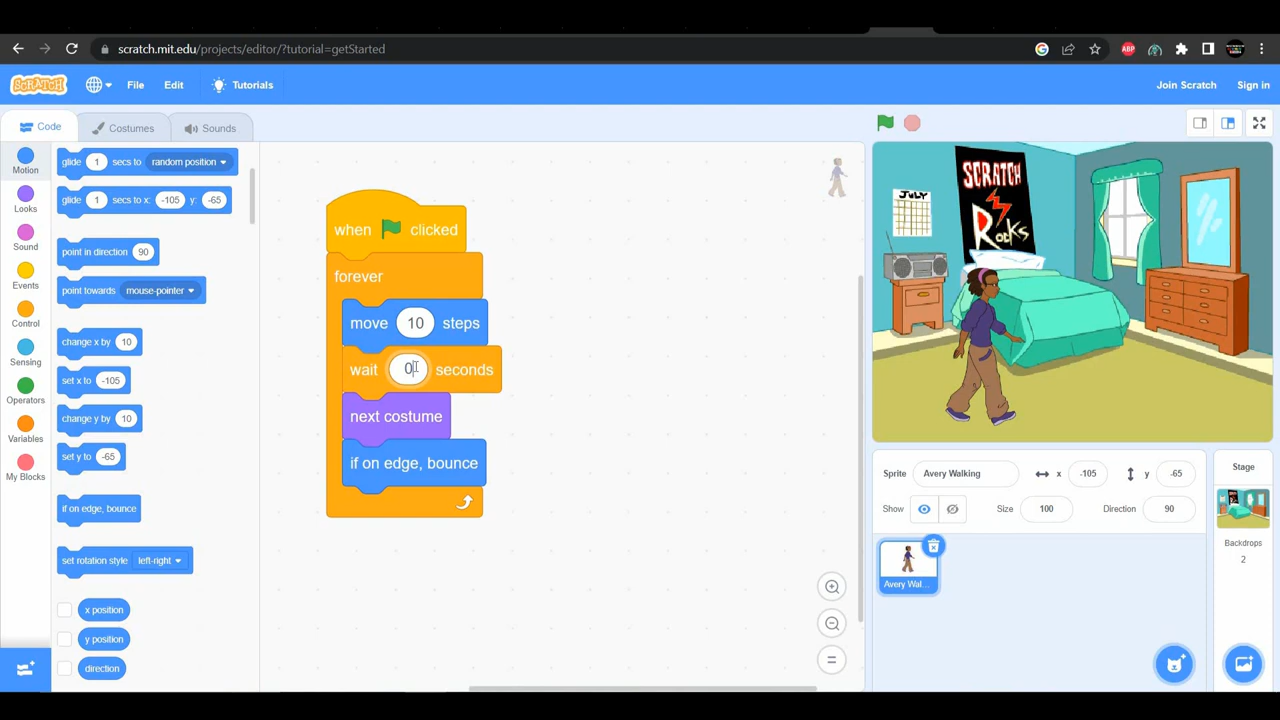 scratch.mit.edu/projects/editor/?tutorial=getStarted
ABP
SCRATCH
File
Edit
Tutorials
Join Scratch
Sign in
Code
Costumes
Sounds
Motion
Looks
Sound
Events
Control
Sensing
Operators
Variables
My Blocks
glide 1 secs to random position
glide 1 secs to x: -105 y: -65
point in direction 90
point towards mouse-pointer
change x by 10
set x to -105
change y by 10
set y to -65
if on edge, bounce
set rotation style left-right
x position
y position
direction
when clicked
forever
move 10 steps
wait 0 seconds
next costume
if on edge, bounce
JULY
SCRATCH
Rocks
Sprite Avery Walking x -105 y -65
Show Size 100 Direction 90
Avery Wal...
Stage
Backdrops
2